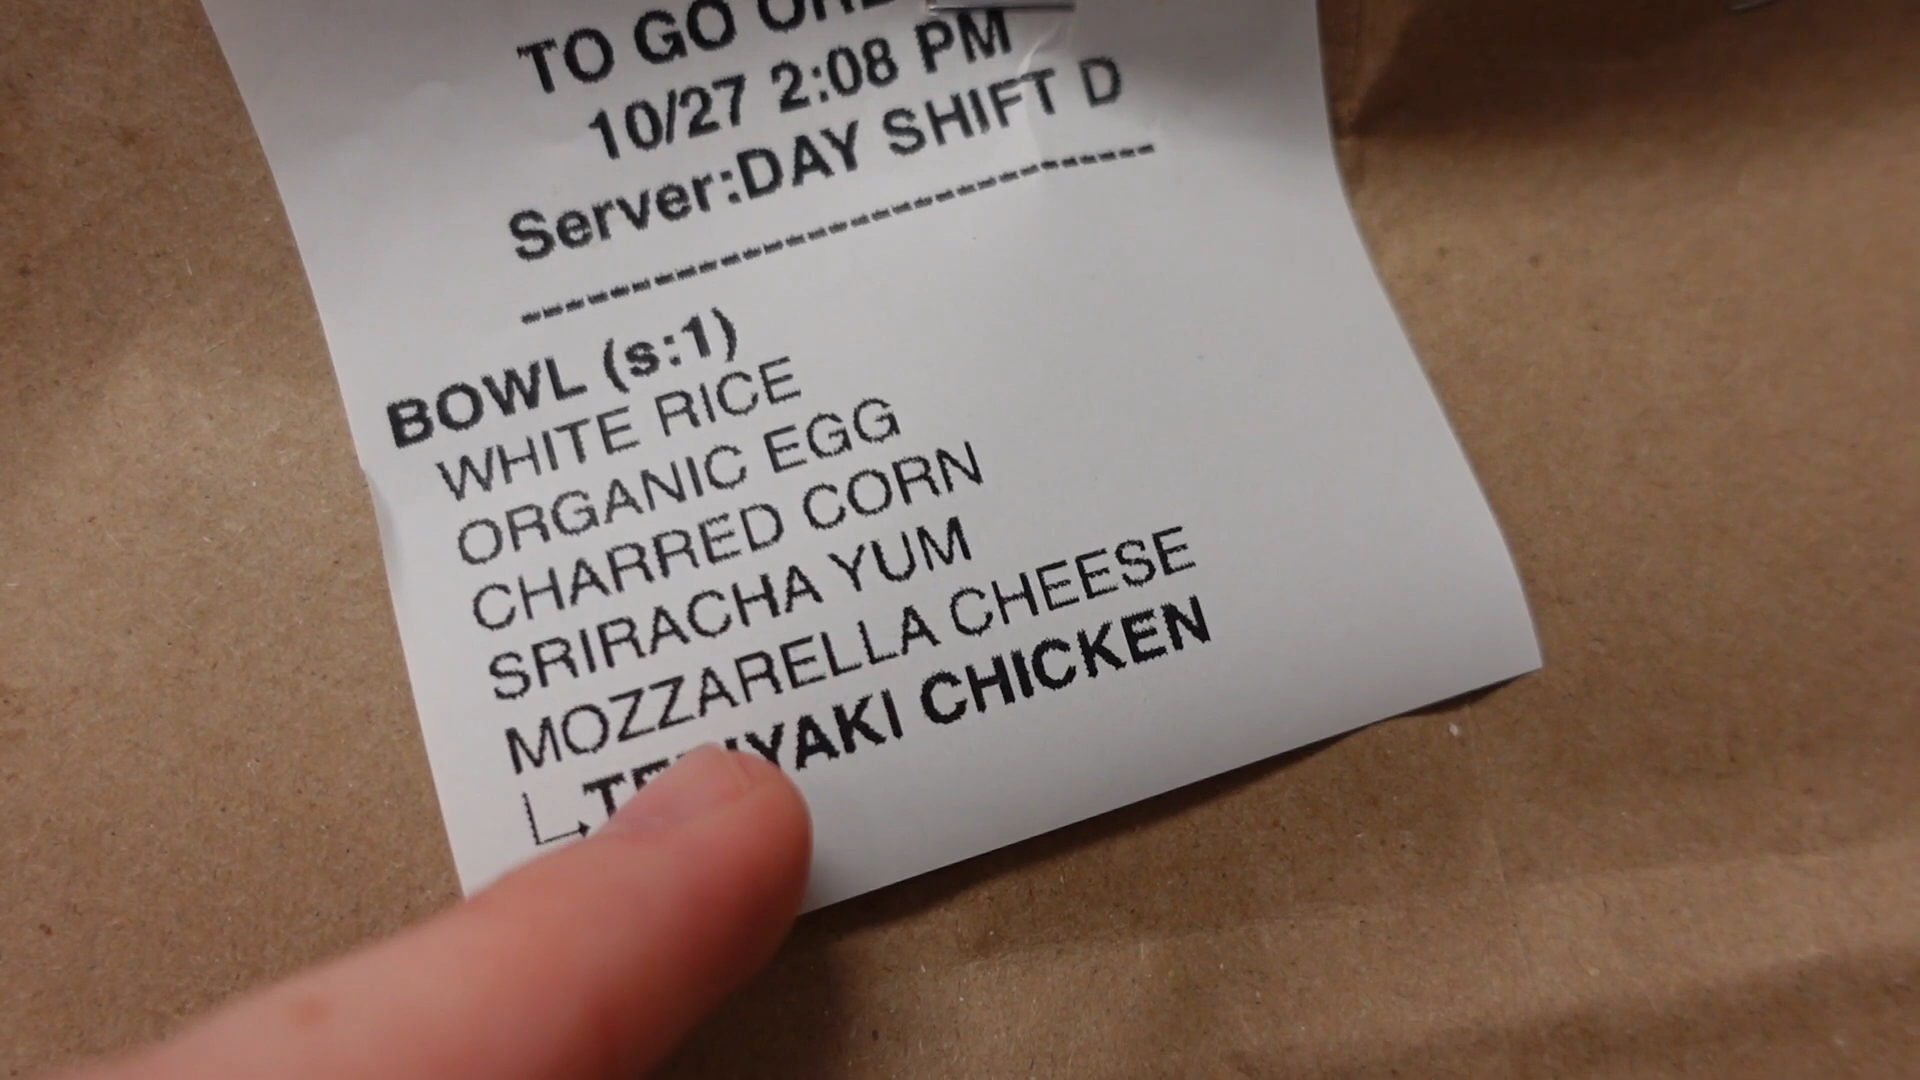 TO GO
10/27 2:08 PM
Server:DAY SHIFT D
--------------------------------
BOWL (s:1)
WHITE RICE
ORGANIC EGG
CHARRED CORN
SRIRACHA YUM
MOZZARELLA CHEESE
TERIYAKI CHICKEN